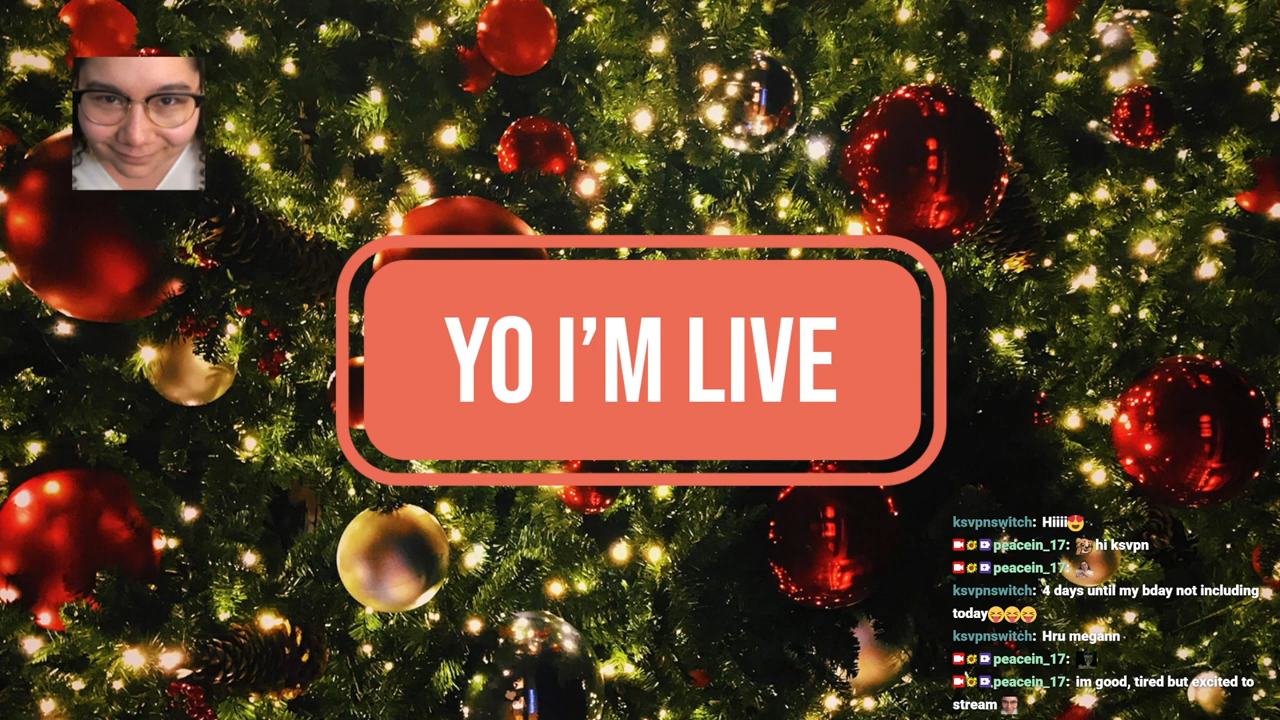 YO I’M LIVE
ksvpnswitch: Hiiii😍
peacein_17: hi ksvpn
peacein_17:
ksvpnswitch: 4 days until my bday not including
today😝😝😝
ksvpnswitch: Hru megann
peacein_17:
peacein_17: im good, tired but excited to
stream